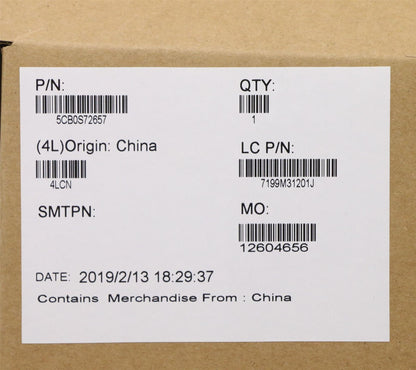 P/N:
QTY:
5CB0S72657
1
(4L)Origin: China
LC P/N:
4LCN
7199M31201J
SMTPN:
MO:
12604656
DATE: 2019/2/13 18:29:37
Contains Merchandise From : China